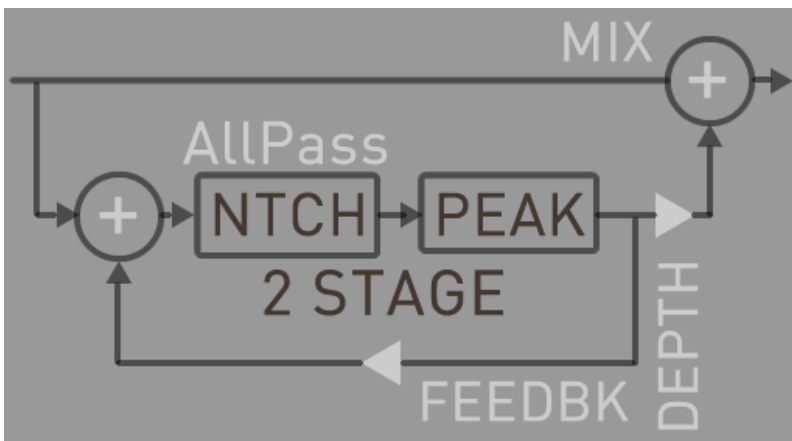 MIX
+
AllPass
+
NTCH
PEAK
2 STAGE
DEPTH
FEEDBK